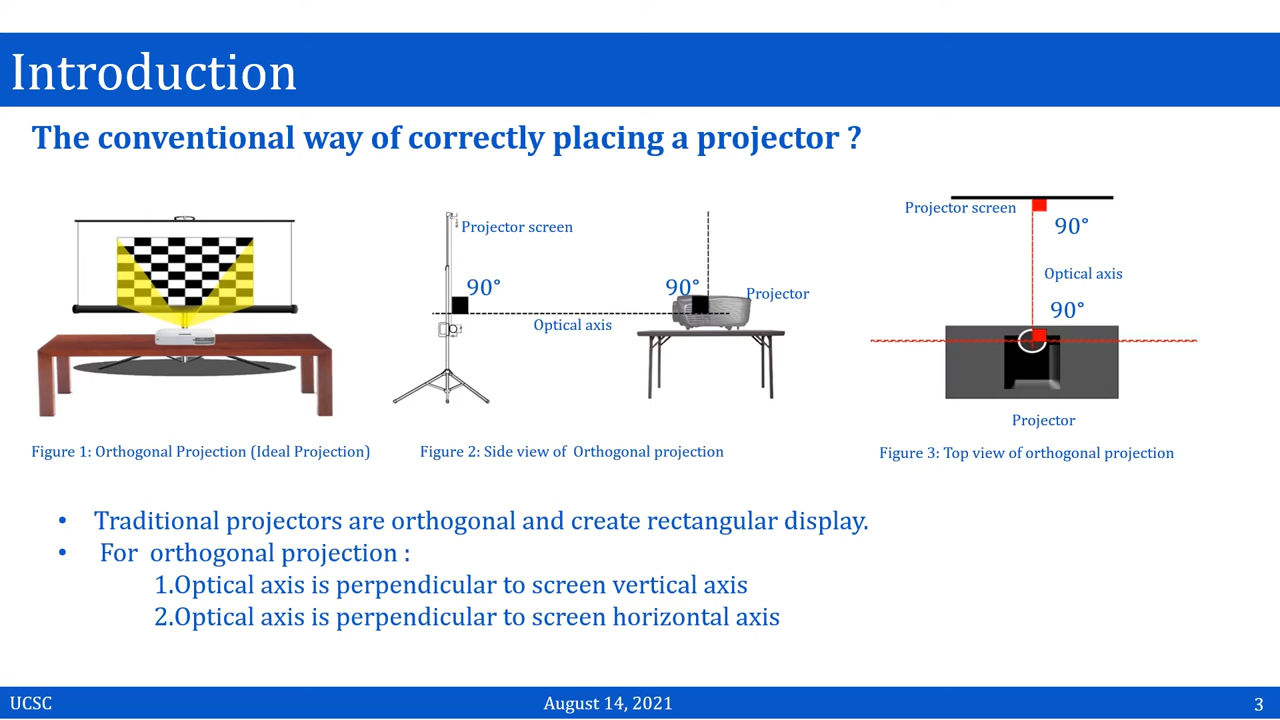 Introduction
The conventional way of correctly placing a projector ?
Projector screen
90°
90°
Projector
Optical axis
Projector screen
90°
Optical axis
90°
Projector
Figure 1: Orthogonal Projection (Ideal Projection)
Figure 2: Side view of  Orthogonal projection
Figure 3: Top view of orthogonal projection
• Traditional projectors are orthogonal and create rectangular display.
• For  orthogonal projection :
1.Optical axis is perpendicular to screen vertical axis
2.Optical axis is perpendicular to screen horizontal axis
UCSC
August 14, 2021
3